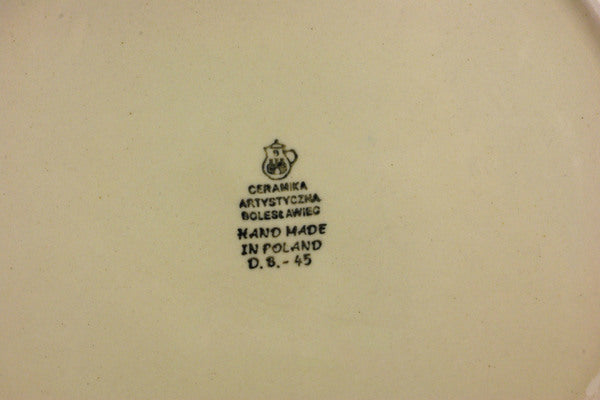 CERAMIKA
ARTYSTYCZNA
BOLESŁAWIEC
HAND MADE
IN POLAND
D.B.-45